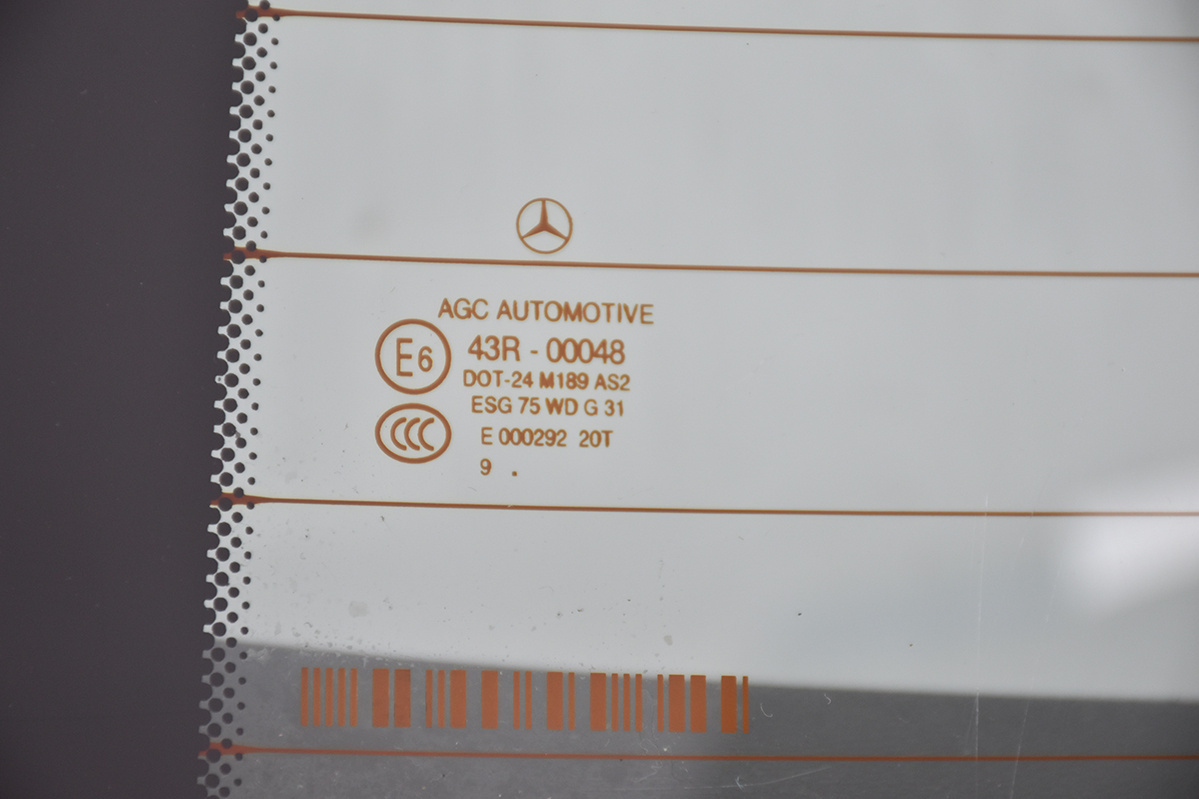 AGC AUTOMOTIVE
E6 43R - 00048
DOT-24 M189 AS2
ESG 75 WD G 31
CCC E 000292 20T
9 .